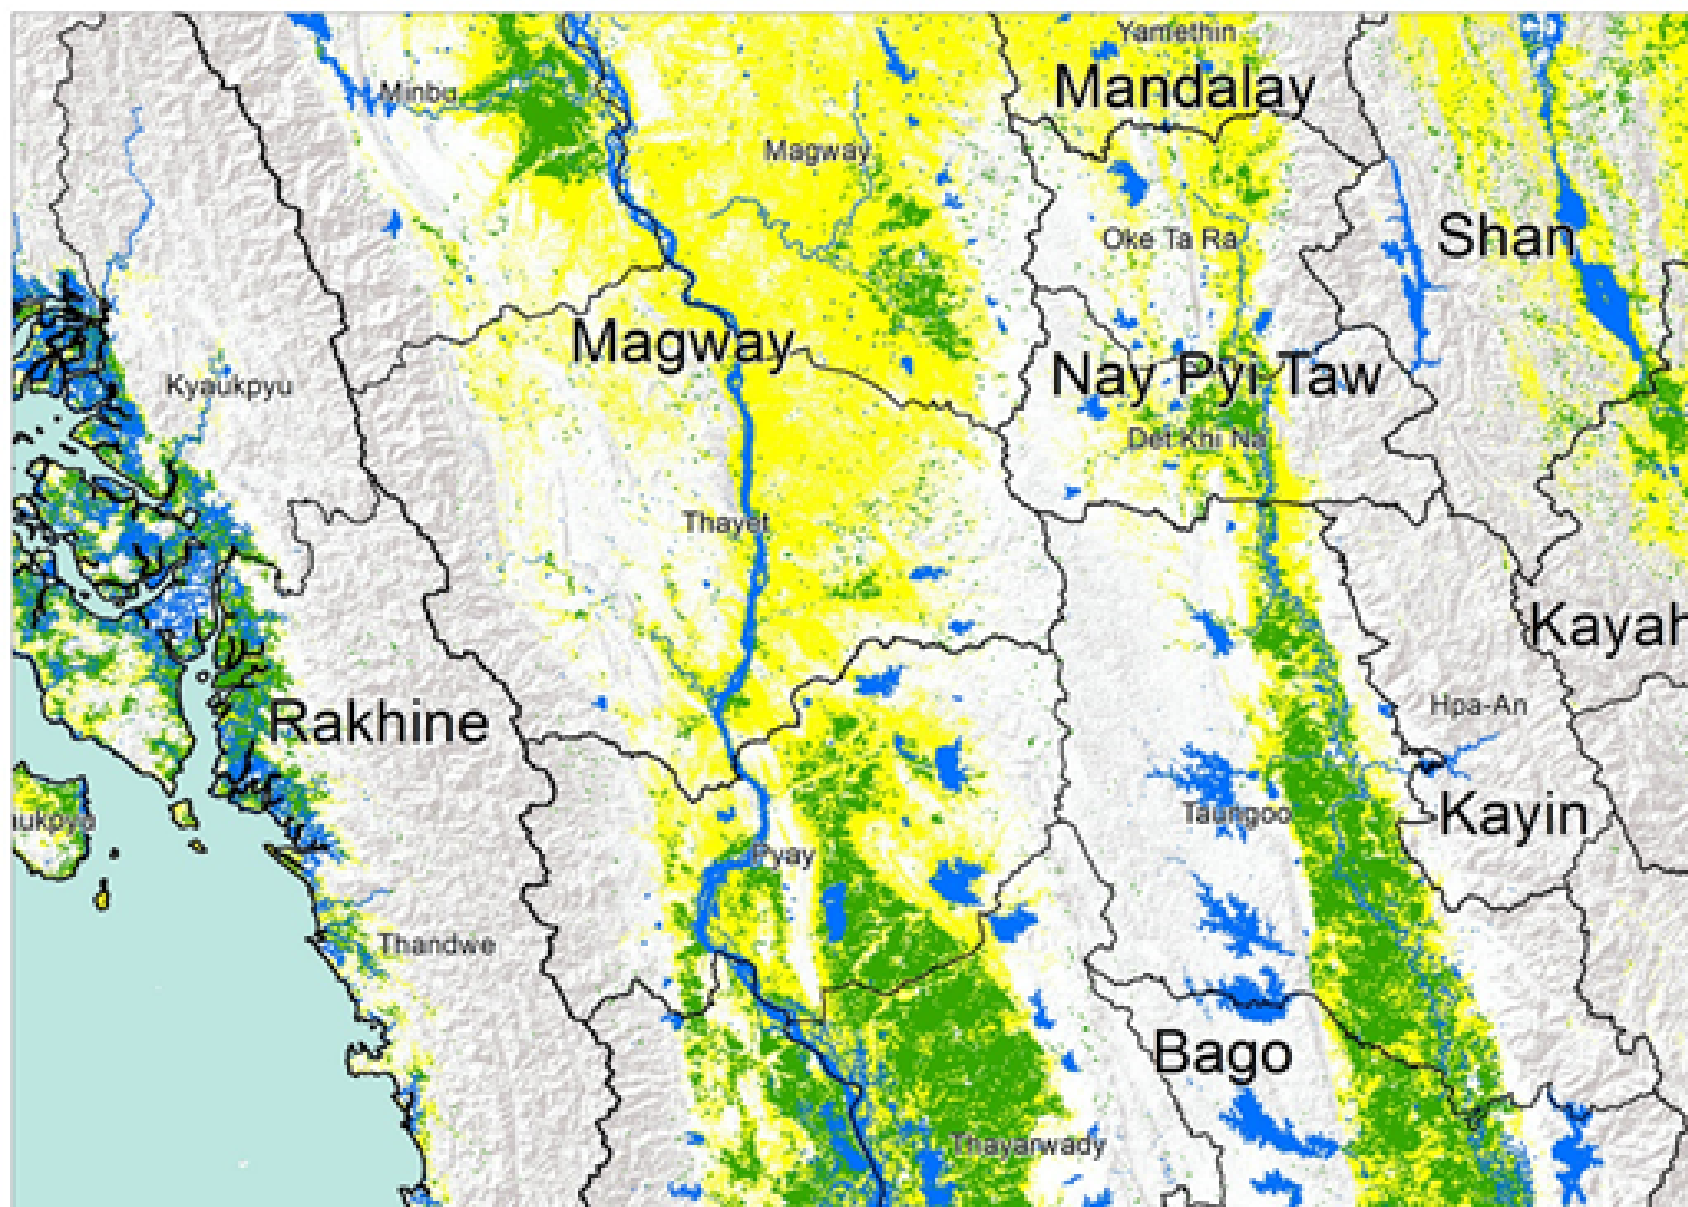 Yamethin
Mandalay
Minbu
Magway
Shan
Oke Ta Ra
Magway
Nay Pyi Taw
Kyaukpyu
Det Khi Na
Thayet
Kayah
Hpa-An
Rakhine
Taungoo
Kayin
aukpyu
Pyay
Thandwe
Bago
Thayarwady